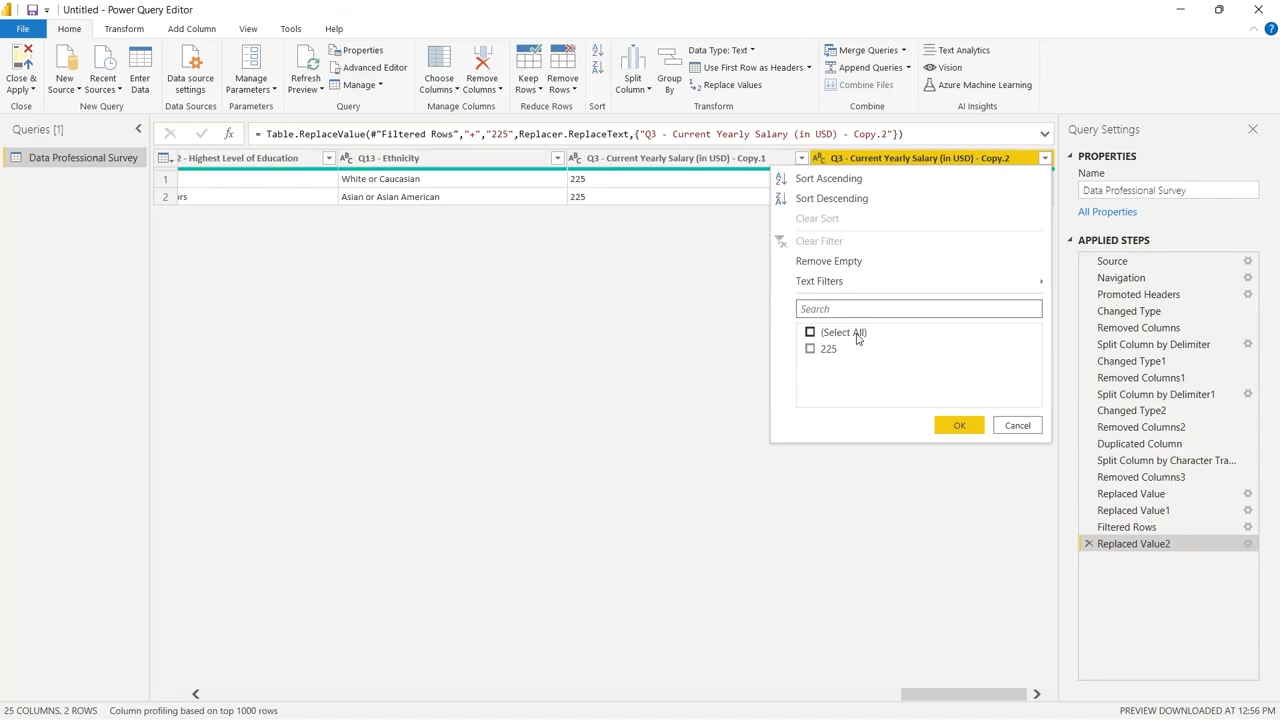 Untitled - Power Query Editor
File Home Transform Add Column View Tools Help
Close & Apply
New Source
Recent Sources
Enter Data
Data source settings
Manage Parameters
Refresh Preview
Properties
Advanced Editor
Manage
Choose Columns
Remove Columns
Keep Rows
Remove Rows
Split Column
Group By
Data Type: Text
Use First Row as Headers
Replace Values
Merge Queries
Append Queries
Combine Files
Text Analytics
Vision
Azure Machine Learning
Close New Query Data Sources Parameters Query Manage Columns Reduce Rows Sort Transform Combine AI Insights
Queries [1]
Data Professional Survey
= Table.ReplaceValue(#"Filtered Rows","+","225",Replacer.ReplaceText,{"Q3 - Current Yearly Salary (in USD) - Copy.2"})
2 - Highest Level of Education Q13 - Ethnicity Q3 - Current Yearly Salary (in USD) - Copy.1 Q3 - Current Yearly Salary (in USD) - Copy.2
1 White or Caucasian 225
2 rs Asian or Asian American 225
Sort Ascending
Sort Descending
Clear Sort
Clear Filter
Remove Empty
Text Filters
Search
(Select All)
225
OK Cancel
Query Settings
PROPERTIES
Name
Data Professional Survey
All Properties
APPLIED STEPS
Source
Navigation
Promoted Headers
Changed Type
Removed Columns
Split Column by Delimiter
Changed Type1
Removed Columns1
Split Column by Delimiter1
Changed Type2
Removed Columns2
Duplicated Column
Split Column by Character Tra...
Removed Columns3
Replaced Value
Replaced Value1
Filtered Rows
Replaced Value2
25 COLUMNS, 2 ROWS Column profiling based on top 1000 rows PREVIEW DOWNLOADED AT 12:56 PM